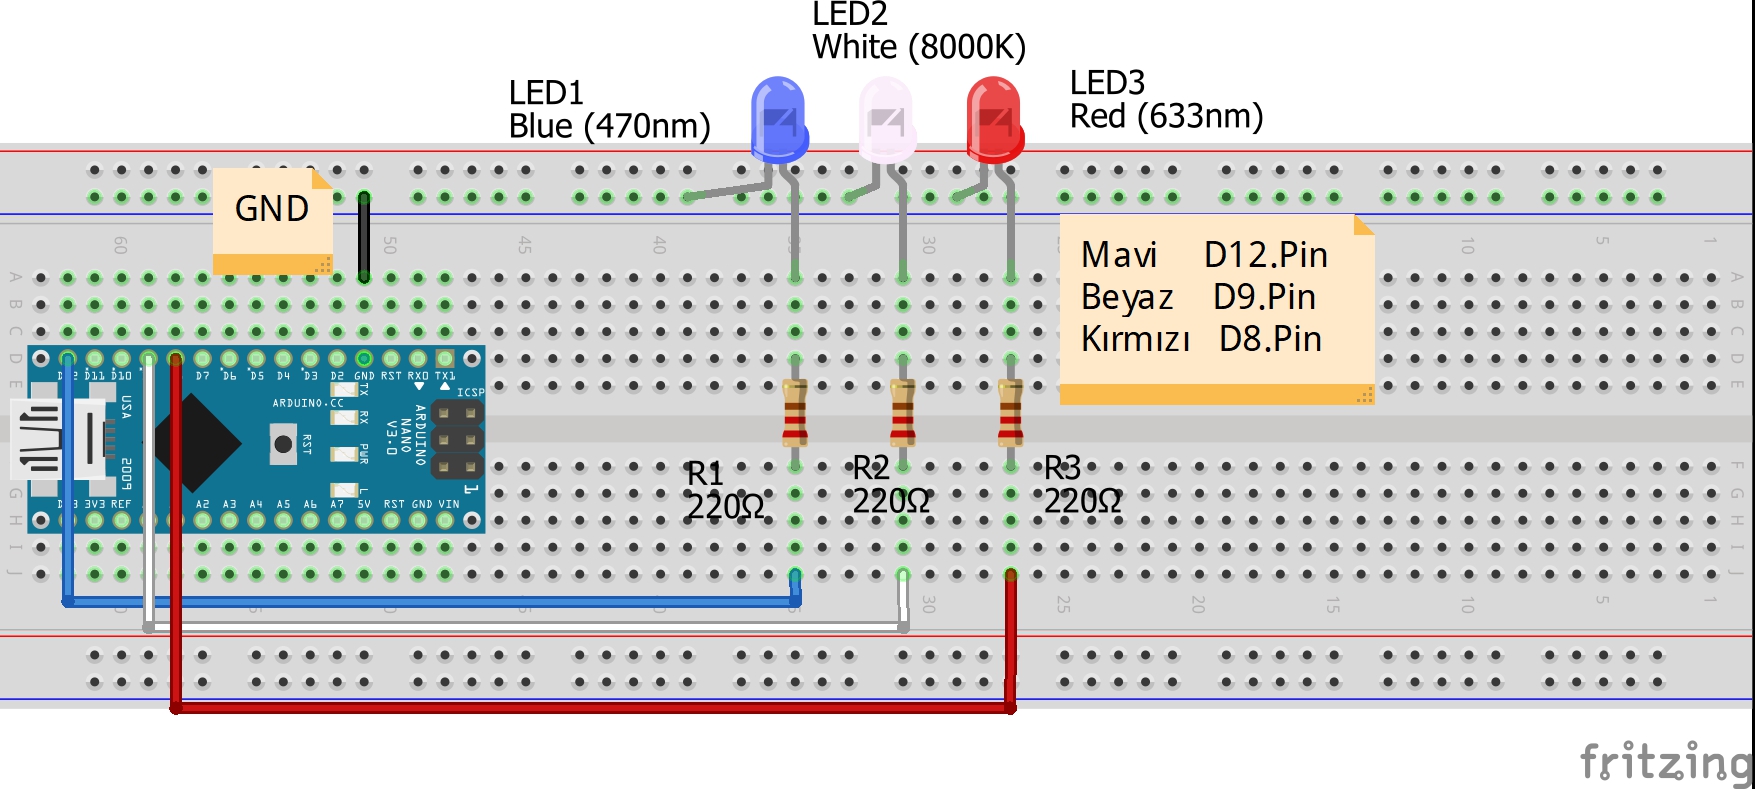 LED2
White (8000K)
LED1
Blue (470nm)
LED3
Red (633nm)
GND
60 50 45 40 30 10 5 1
Mavi D12.Pin
Beyaz D9.Pin
Kırmızı D8.Pin
A A
B B
C C
D D
E E
D11 D10 D7 D6 D5 D4 D3 D2 GND RST RX0 TX1
USA
2009
ARDUINO.CC
RST
TX
RX
PWR
L
ARDUINO
NANO
V3.0
ICSP
1
3V3 REF A2 A3 A4 A5 A6 A7 5V RST GND VIN
R1
220Ω
R2
220Ω
R3
220Ω
F
G G
H H
I I
J J
50 40 30 25 20 15 10 5 1
fritzing